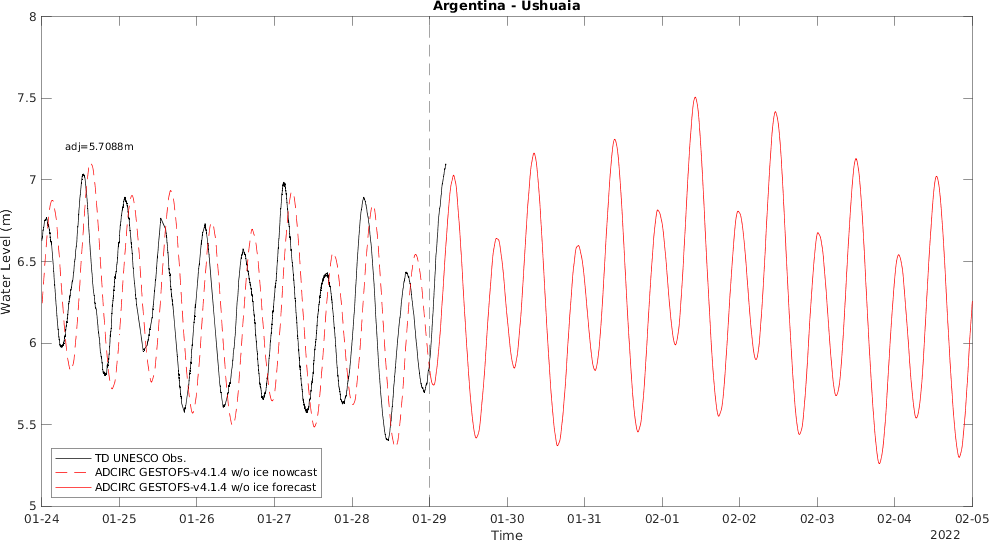 Argentina - Ushuaia
8
7.5
7
6.5
6
5.5
5
Water Level (m)
adj=5.7088m
TD UNESCO Obs.
ADCIRC GESTOFS-v4.1.4 w/o ice nowcast
ADCIRC GESTOFS-v4.1.4 w/o ice forecast
01-24 01-25 01-26 01-27 01-28 01-29 01-30 01-31 02-01 02-02 02-03 02-04 02-05
Time
2022